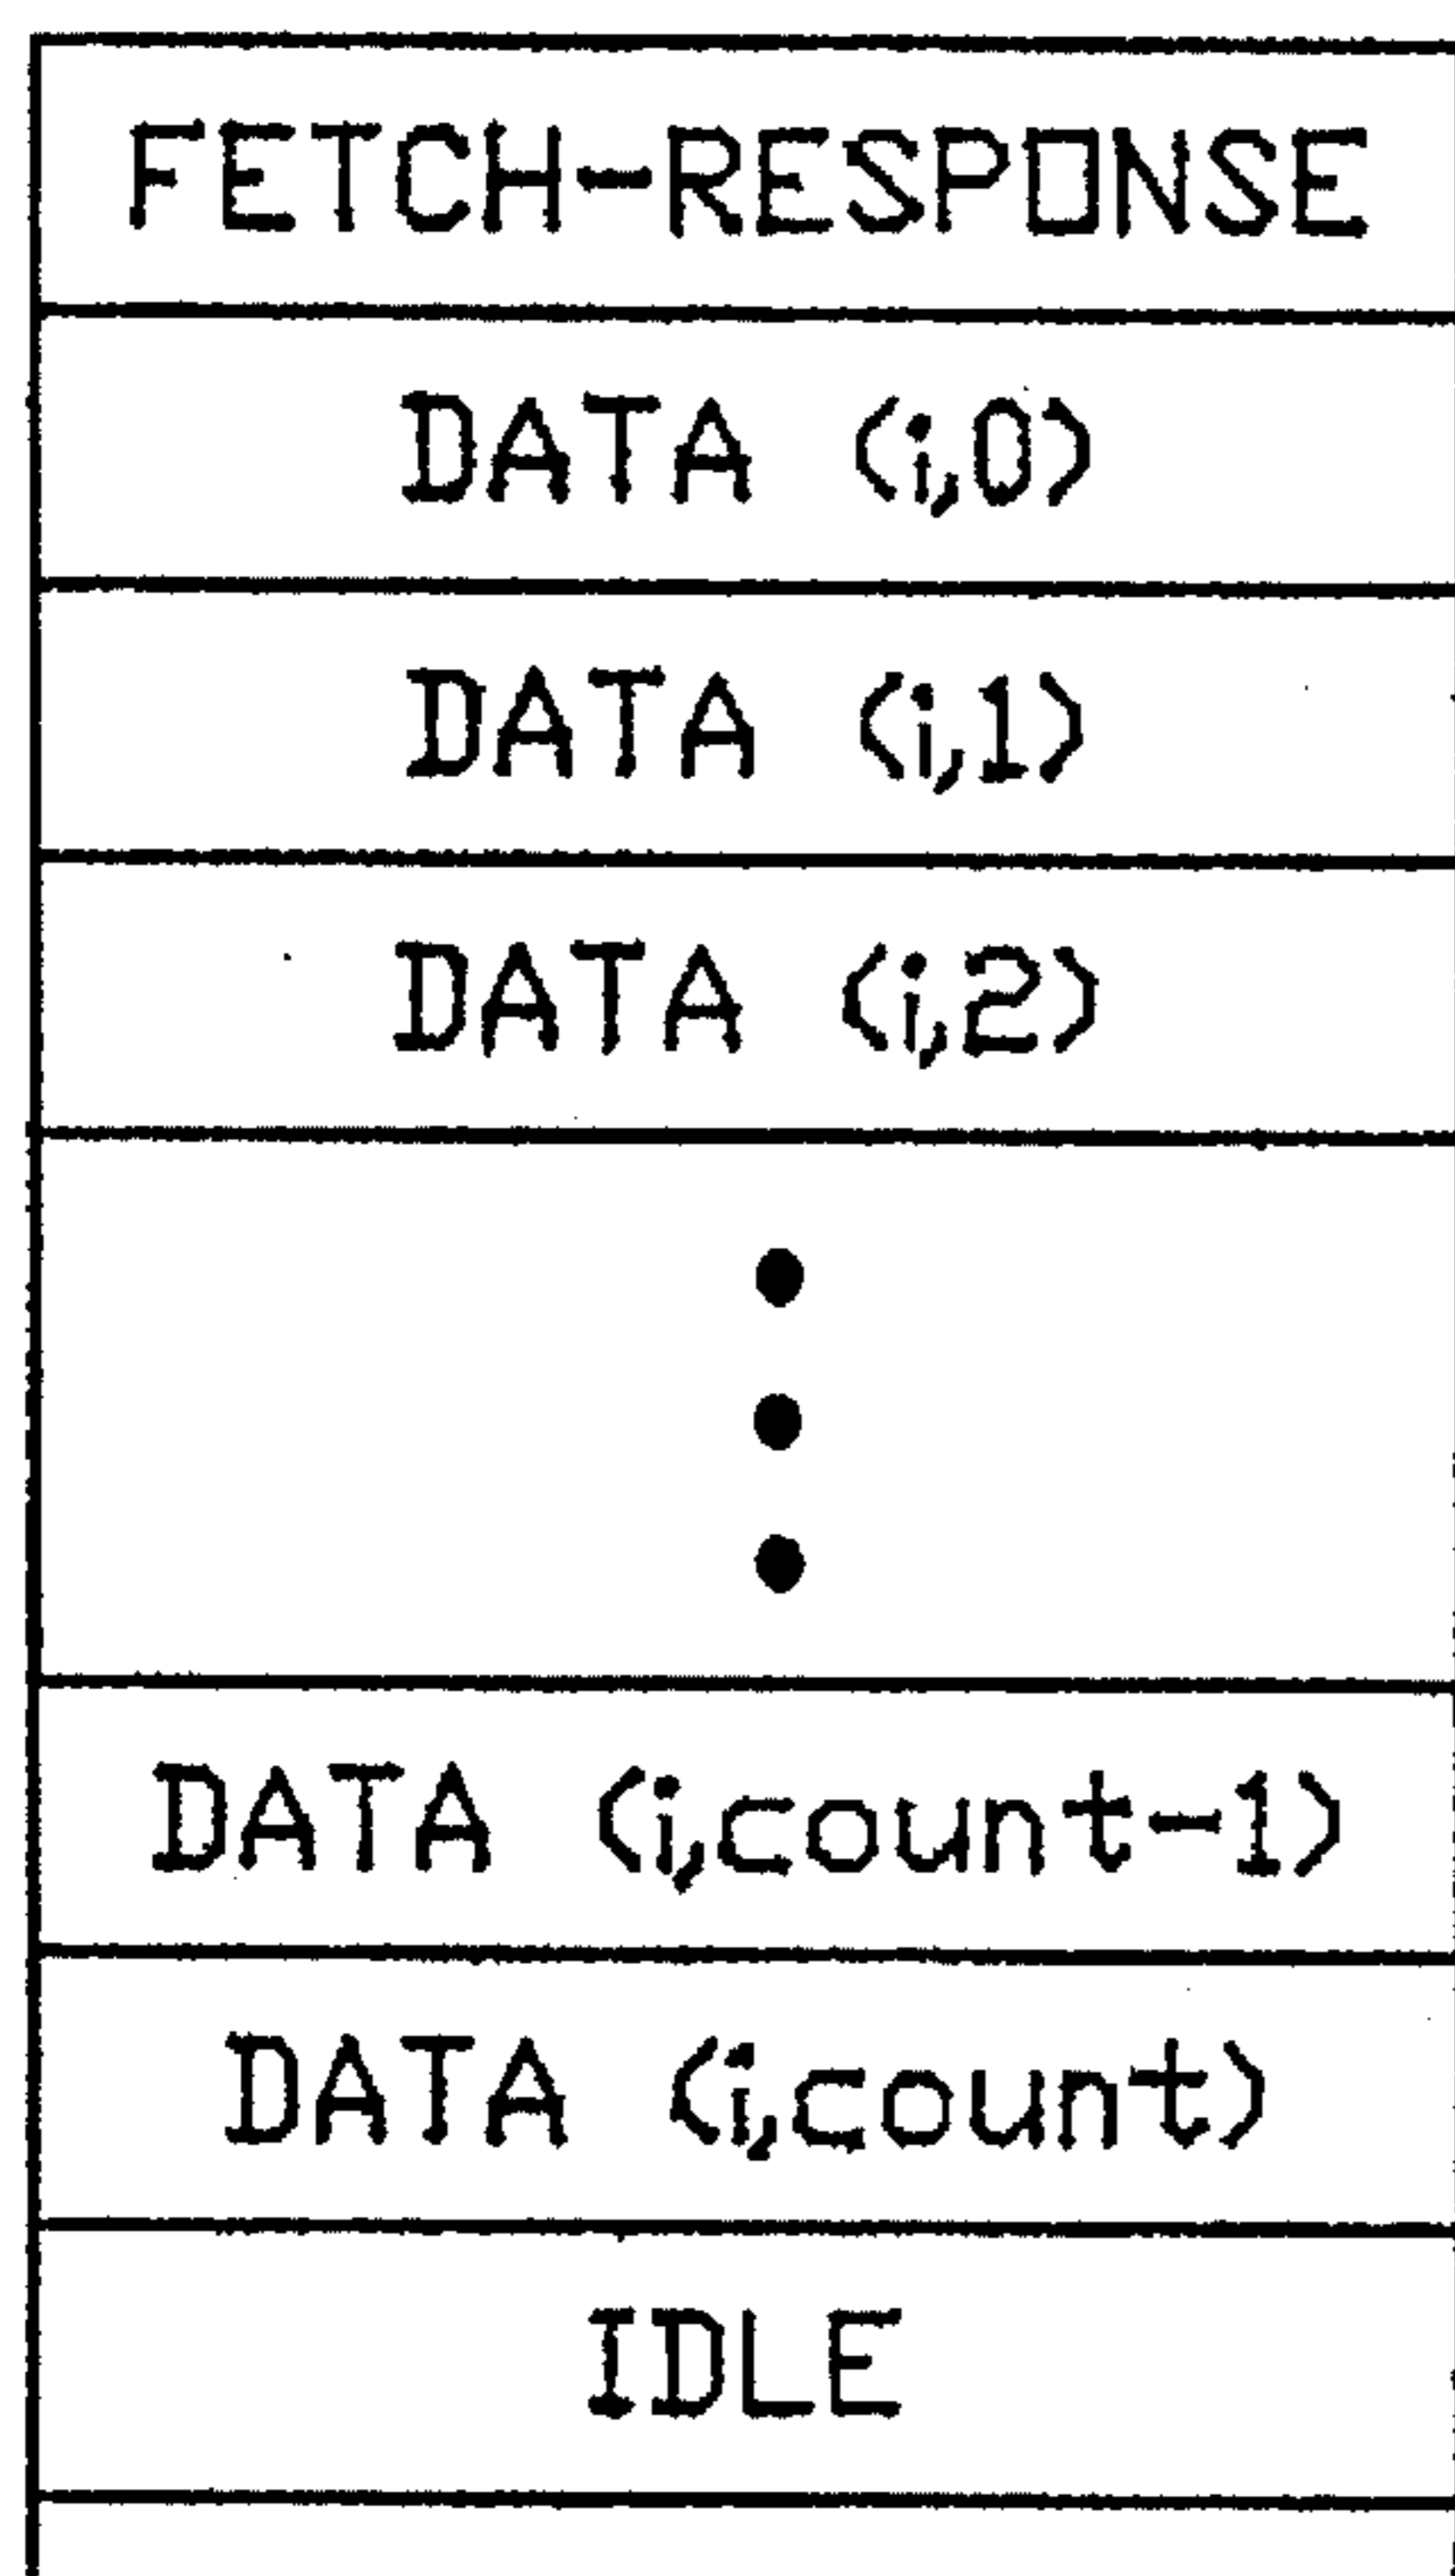 FETCH-RESPONSE
DATA (i,0)
DATA (i,1)
DATA (i,2)
DATA (i,count-1)
DATA (i,count)
IDLE